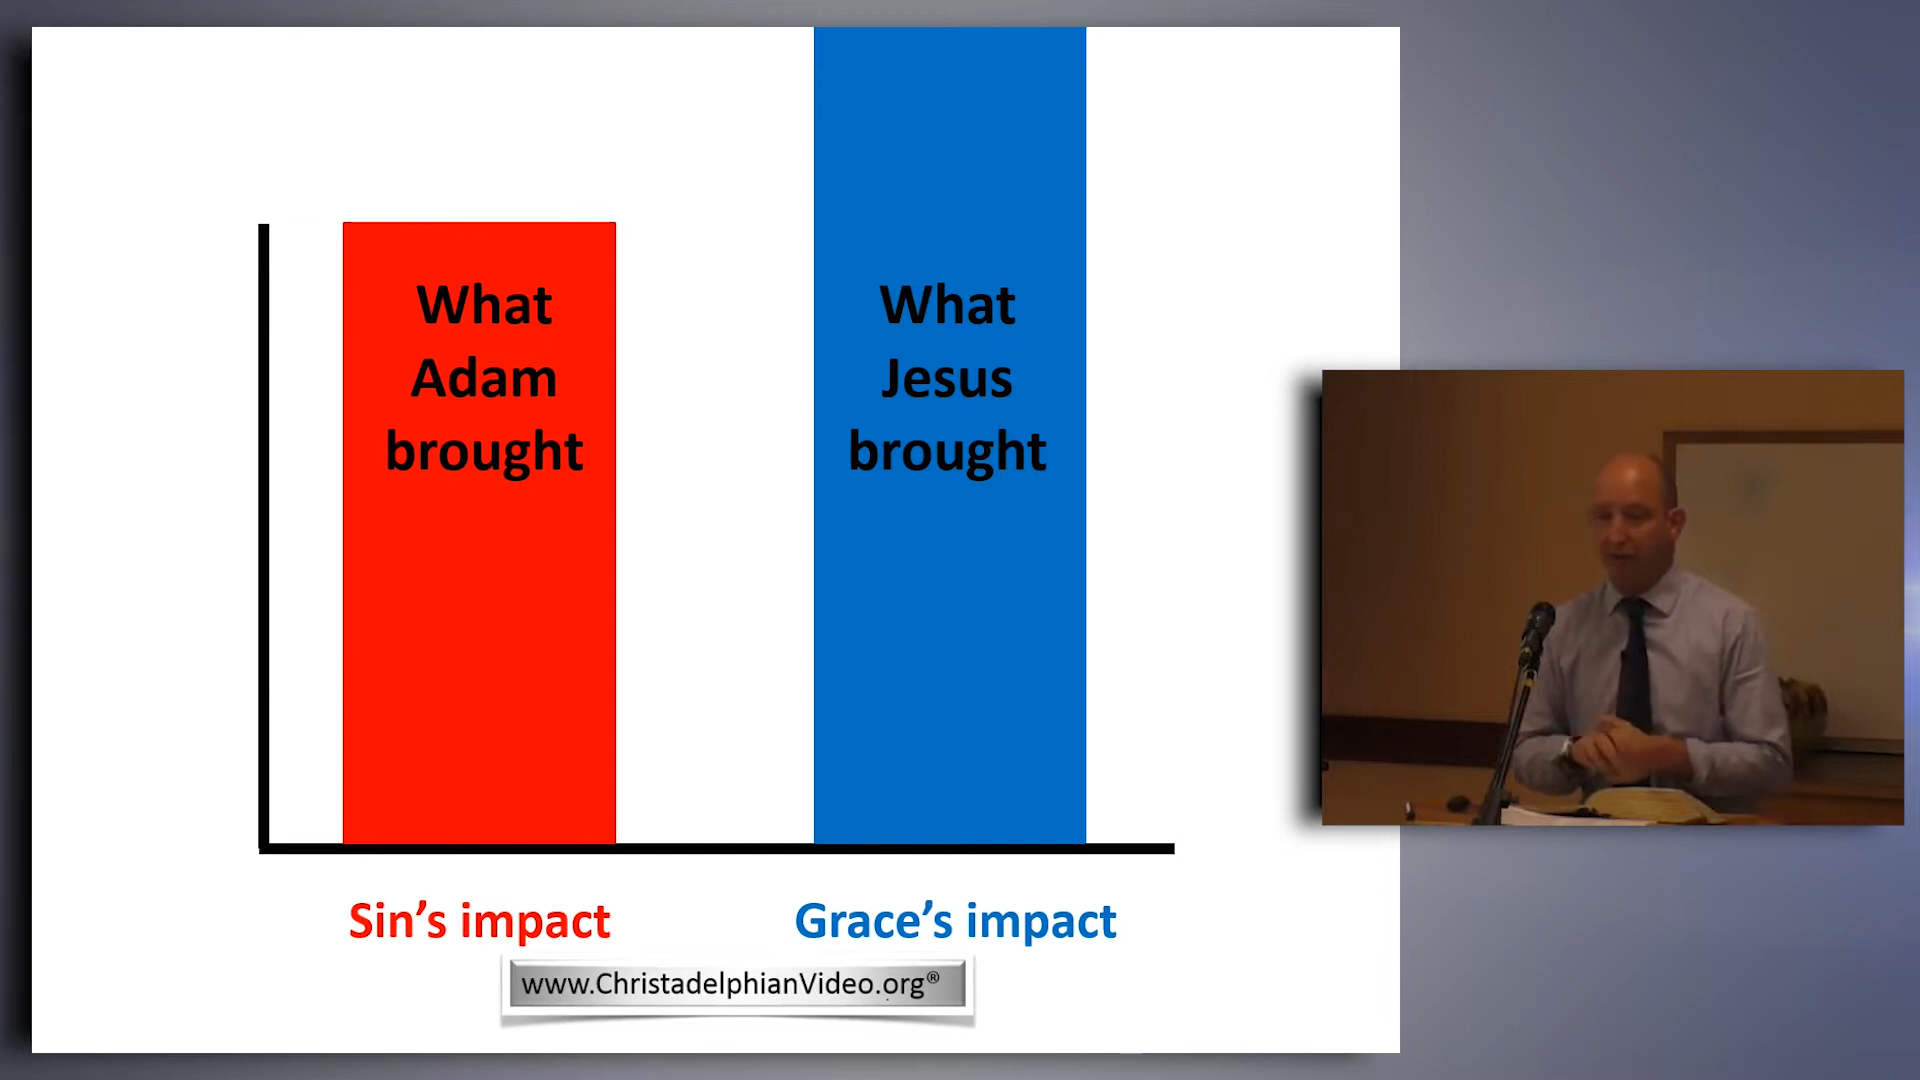 What
Adam
brought
What
Jesus
brought
Sin’s impact
Grace’s impact
www.ChristadelphianVideo.org®